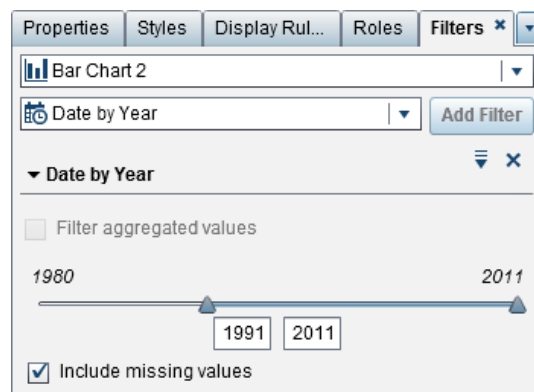 Properties Styles Display Rul... Roles Filters
Bar Chart 2
Date by Year Add Filter
Date by Year
Filter aggregated values
1980 2011
1991 2011
Include missing values